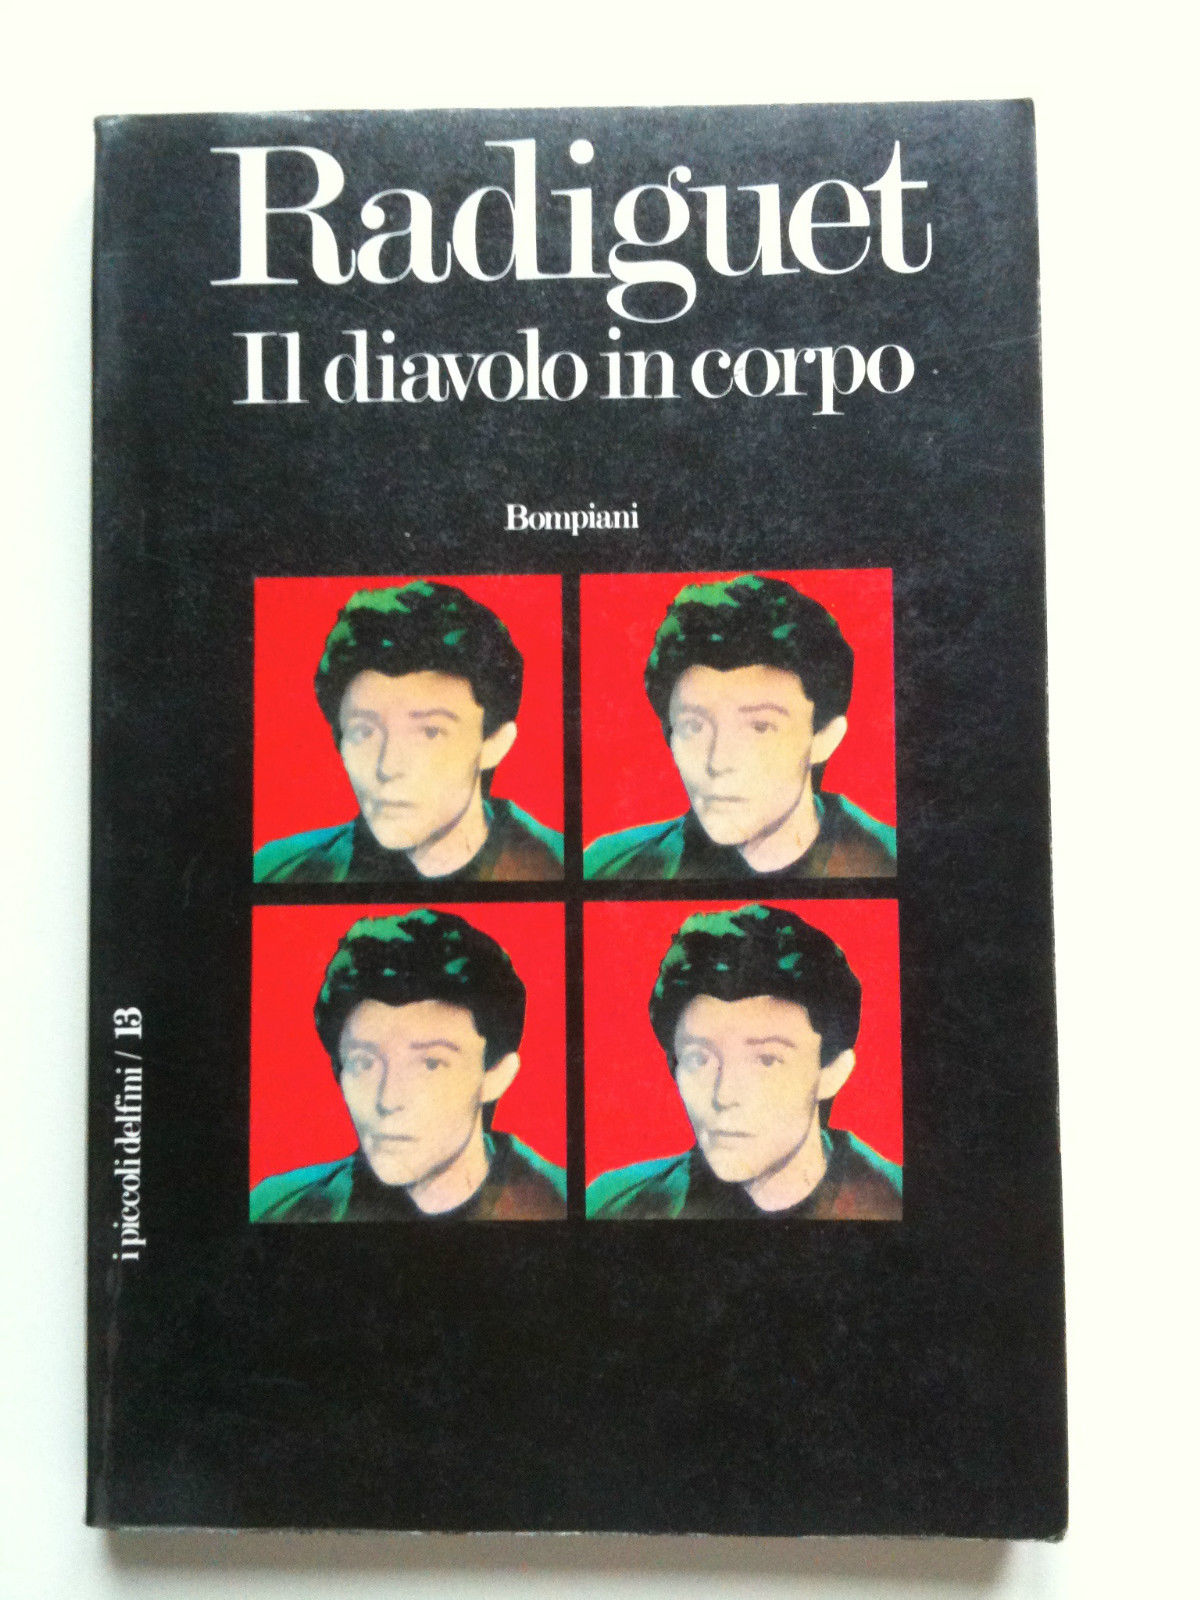 Radiguet
Il diavolo in corpo
Bompiani
i piccoli delfini / 13